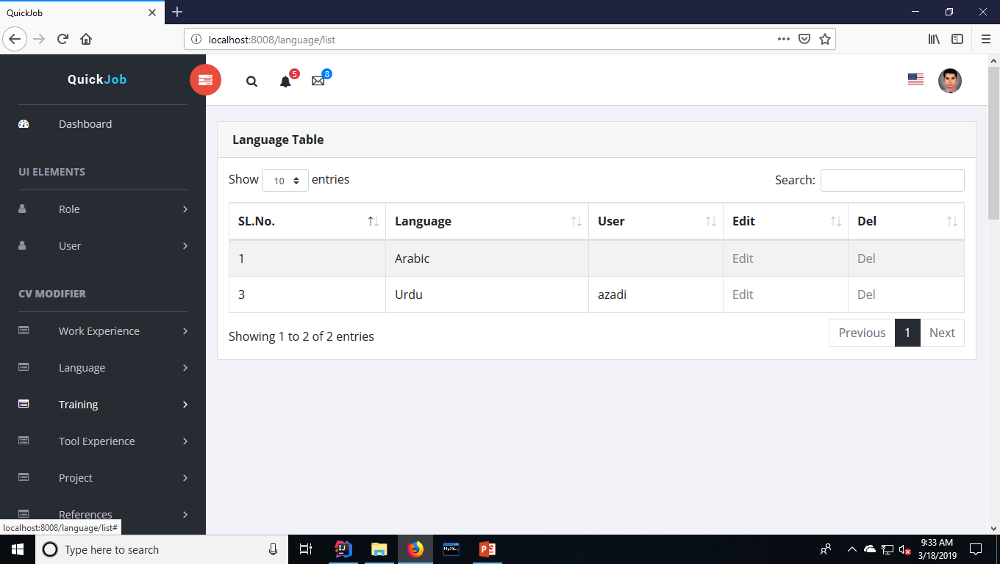 QuickJob
localhost:8008/language/list
QuickJob
5
8
Dashboard
UI ELEMENTS
Role
User
CV MODIFIER
Work Experience
Language
Training
Tool Experience
Project
References
localhost:8008/language/list#
Language Table
Show 10 entries
Search:
SL.No. Language User Edit Del
1 Arabic Edit Del
3 Urdu azadi Edit Del
Showing 1 to 2 of 2 entries
Previous 1 Next
Type here to search
IJ
MySQL
P
9:33 AM
3/18/2019